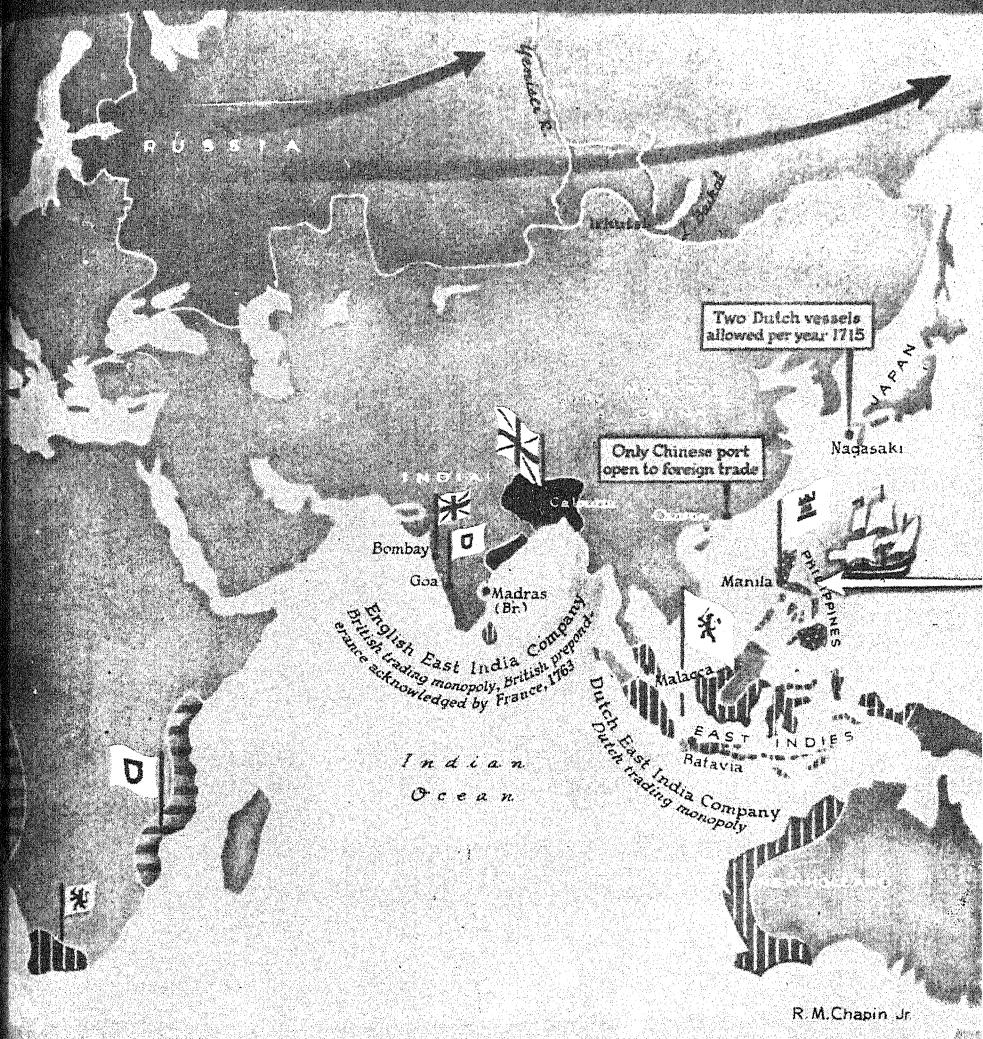 Yenisei R.
RUSSIA
Irkutsk
L. Baikal
Two Dutch vessels
allowed per year 1715
JAPAN
Nagasaki
Only Chinese port
open to foreign trade
INDIA
Calcutta
Canton
Bombay
Goa
Madras
(Br.)
Manila
PHILIPPINES
English East India Company
British trading monopoly, British prepond-
erance acknowledged by France, 1763
Malacca
EAST INDIES
Batavia
Dutch East India Company
Dutch trading monopoly
Indian
Ocean
NEW HOLLAND
R. M. Chapin Jr.